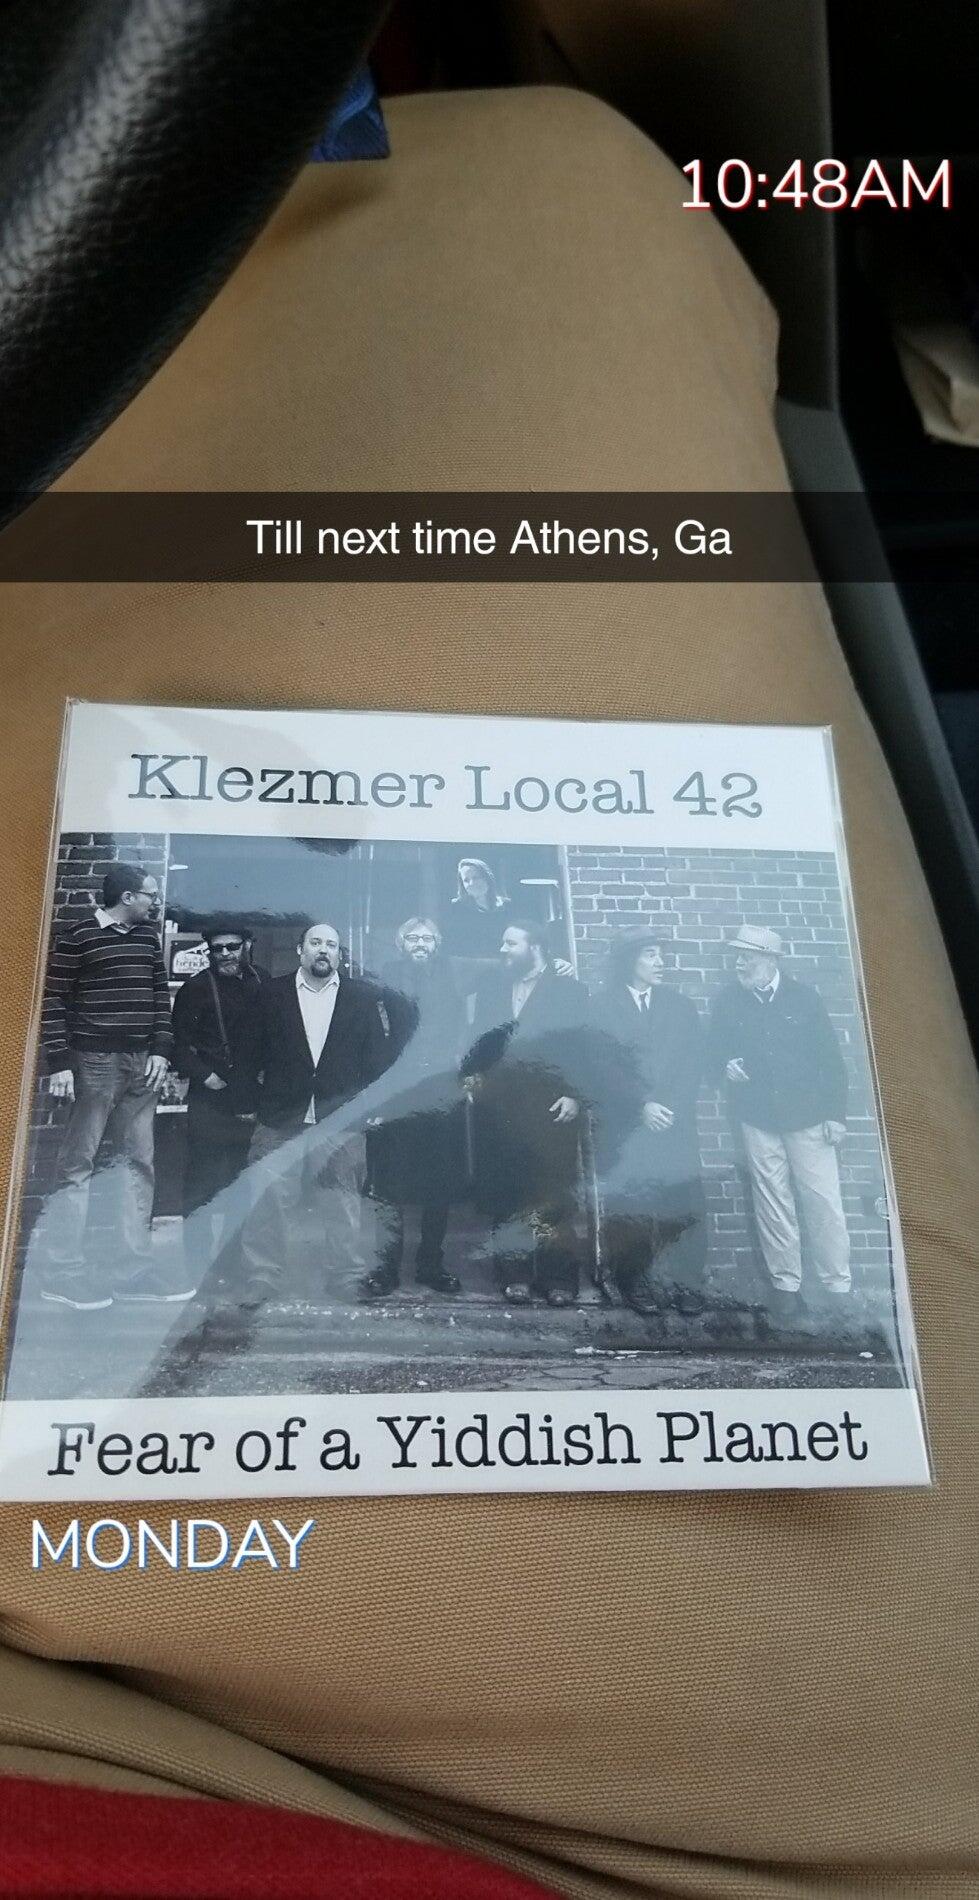 10:48AM
Till next time Athens, Ga
Klezmer Local 42
Fear of a Yiddish Planet
MONDAY